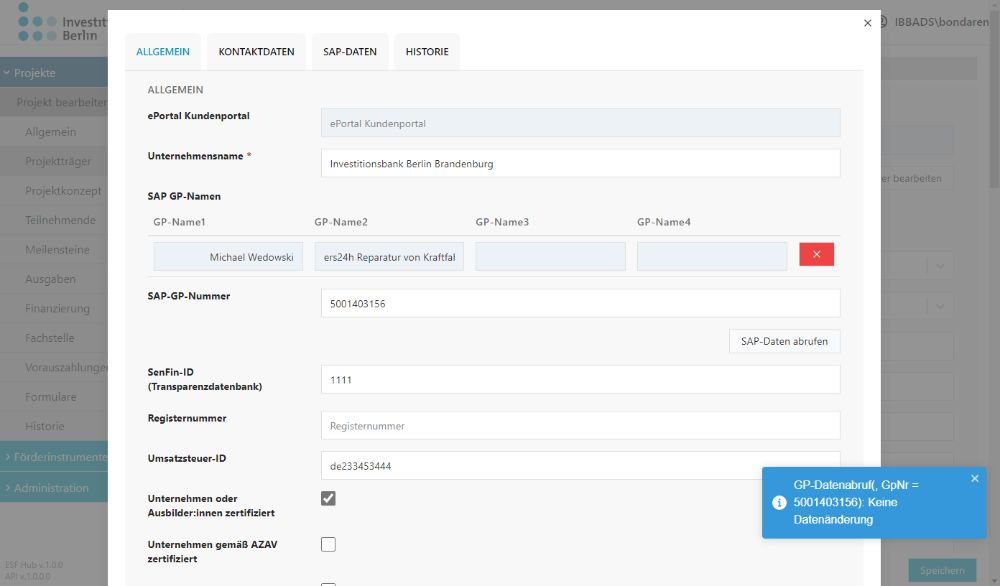 Investit
Berlin
IBBADS\bondaren
Projekte
Projekt bearbeiten
Allgemein
Projektträger
Projektkonzept
Teilnehmende
Meilensteine
Ausgaben
Finanzierung
Fachstelle
Vorauszahlungen
Formulare
Historie
Förderinstrumente
Administration
ESF Hub v.1.0.0
API v.1.0.0.0
ALLGEMEIN KONTAKTDATEN SAP-DATEN HISTORIE
ALLGEMEIN
ePortal Kundenportal ePortal Kundenportal
Unternehmensname * Investitionsbank Berlin Brandenburg
er bearbeiten
SAP GP-Namen
GP-Name1 GP-Name2 GP-Name3 GP-Name4
Michael Wedowski ers24h Reparatur von Kraftfal
SAP-GP-Nummer 5001403156
SAP-Daten abrufen
SenFin-ID
(Transparenzdatenbank) 1111
Registernummer Registernummer
Umsatzsteuer-ID de233453444
Unternehmen oder
Ausbilder:innen zertifiziert
Unternehmen gemäß AZAV
zertifiziert
GP-Datenabruf(, GpNr =
5001403156): Keine
Datenänderung
Speichern